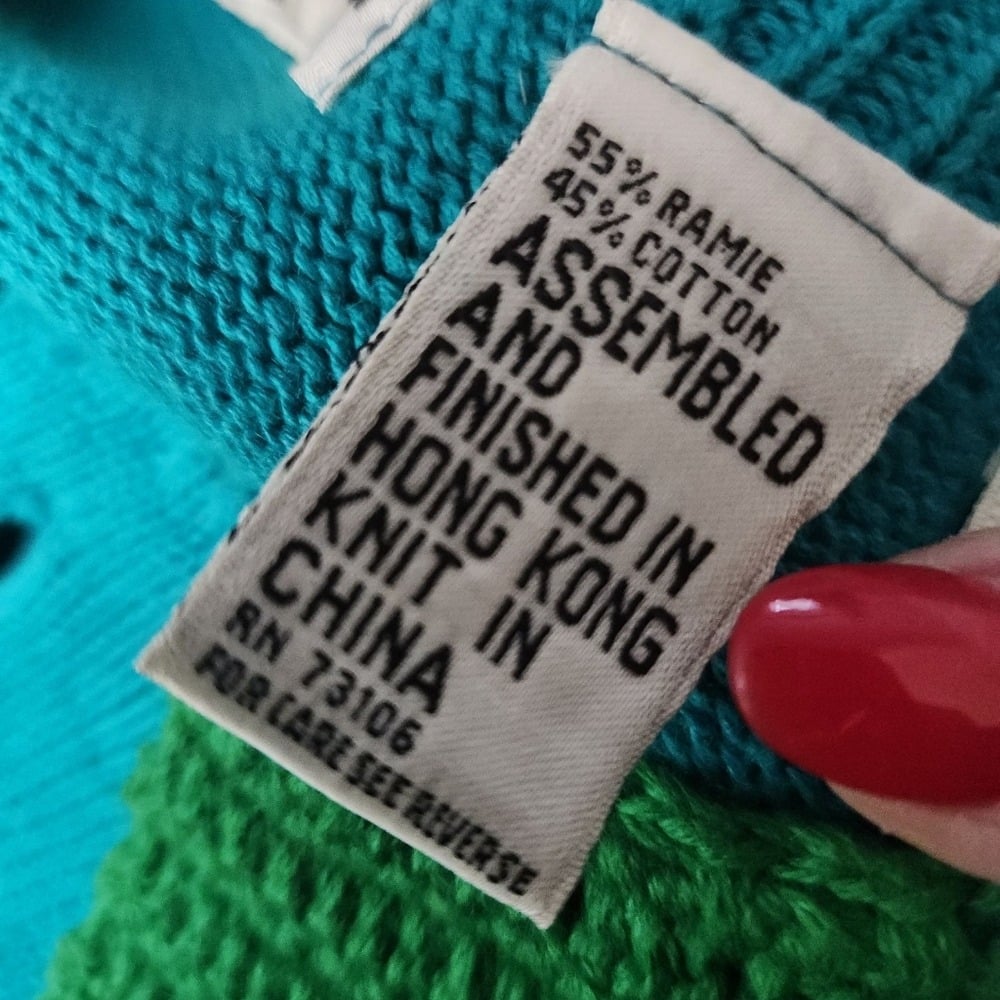 55% RAMIE
45% COTTON
ASSEMBLED
AND
FINISHED IN
HONG KONG
KNIT IN
CHINA
RN 73106
FOR CARE SEE REVERSE